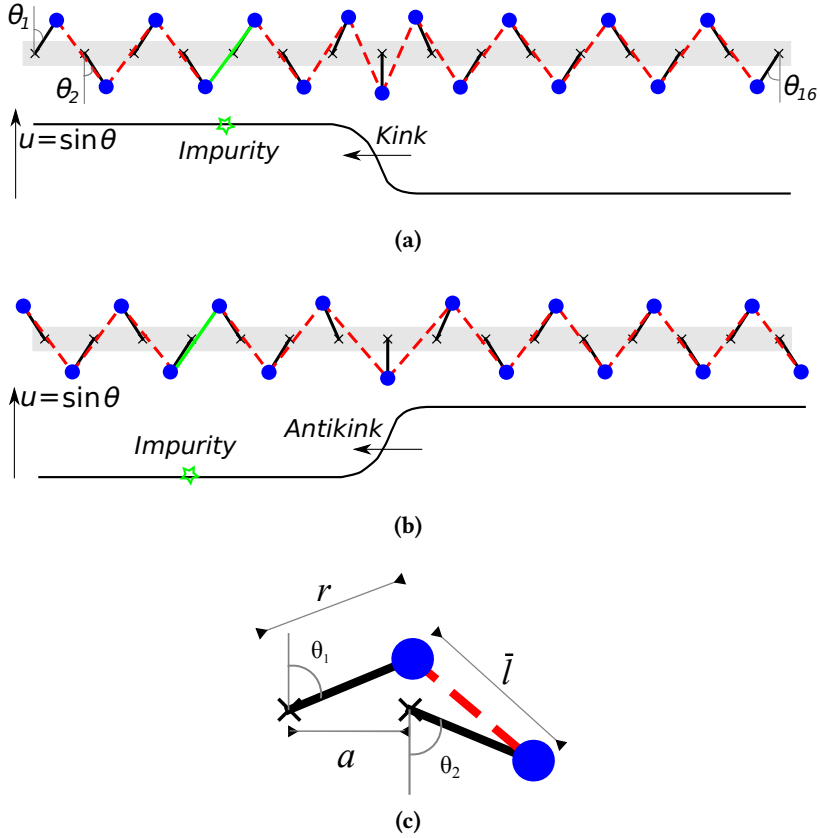 θ1
θ2
θ16
u=sinθ
Impurity
Kink
(a)
u=sinθ
Impurity
Antikink
(b)
r
θ1
l̄
a
θ2
(c)